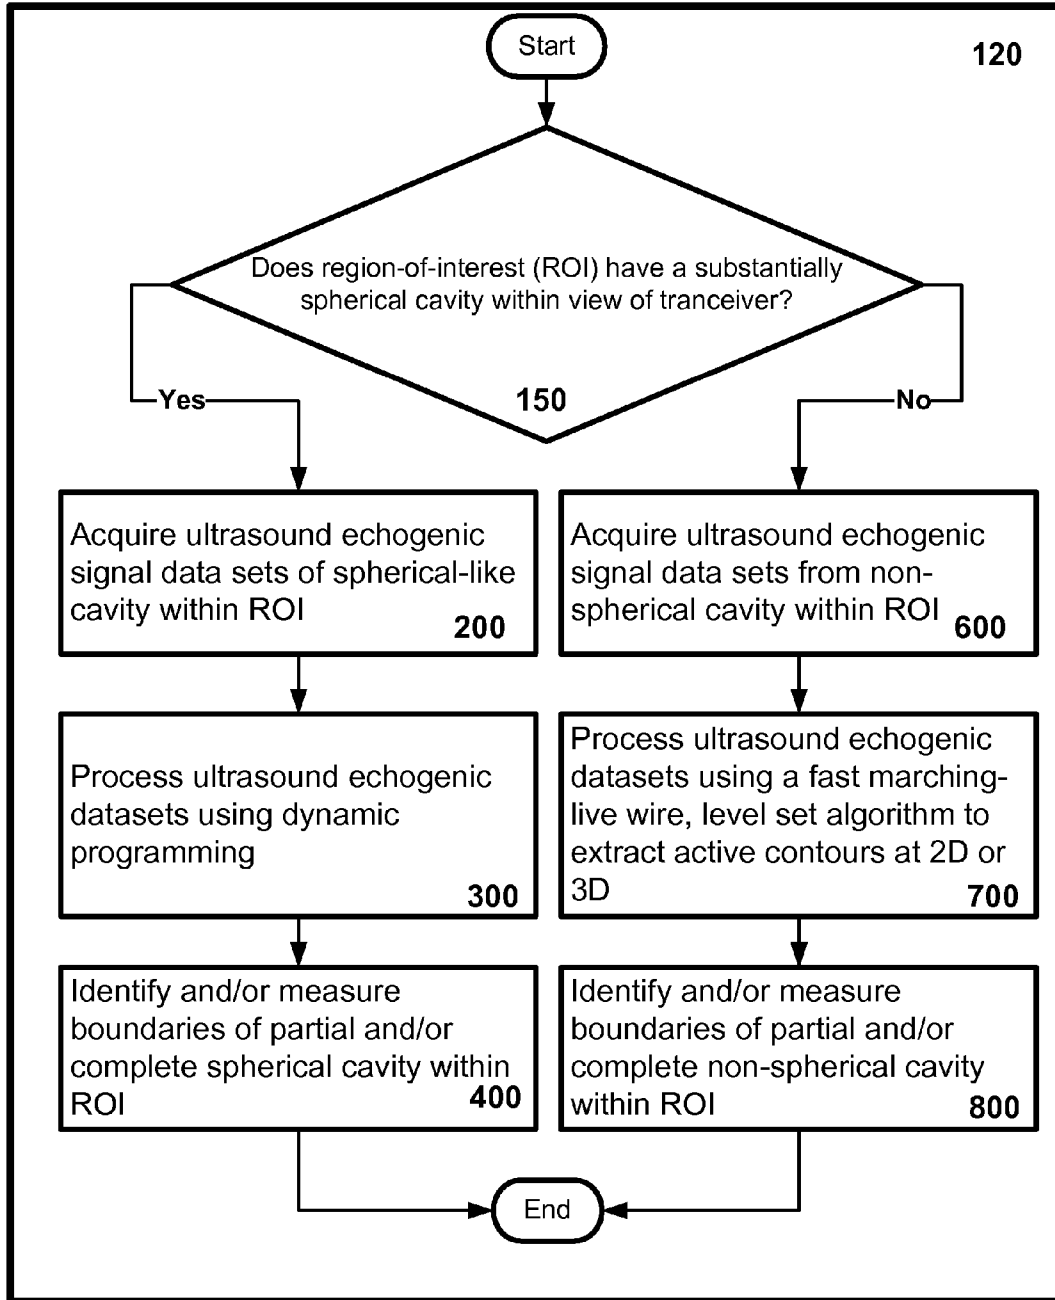 Start
120
Does region-of-interest (ROI) have a substantially
spherical cavity within view of tranceiver?
150
Yes
No
Acquire ultrasound echogenic
signal data sets of spherical-like
cavity within ROI
200
Acquire ultrasound echogenic
signal data sets from non-
spherical cavity within ROI
600
Process ultrasound echogenic
datasets using dynamic
programming
300
Process ultrasound echogenic
datasets using a fast marching-
live wire, level set algorithm to
extract active contours at 2D or
3D
700
Identify and/or measure
boundaries of partial and/or
complete spherical cavity within
ROI
400
Identify and/or measure
boundaries of partial and/or
complete non-spherical cavity
within ROI
800
End